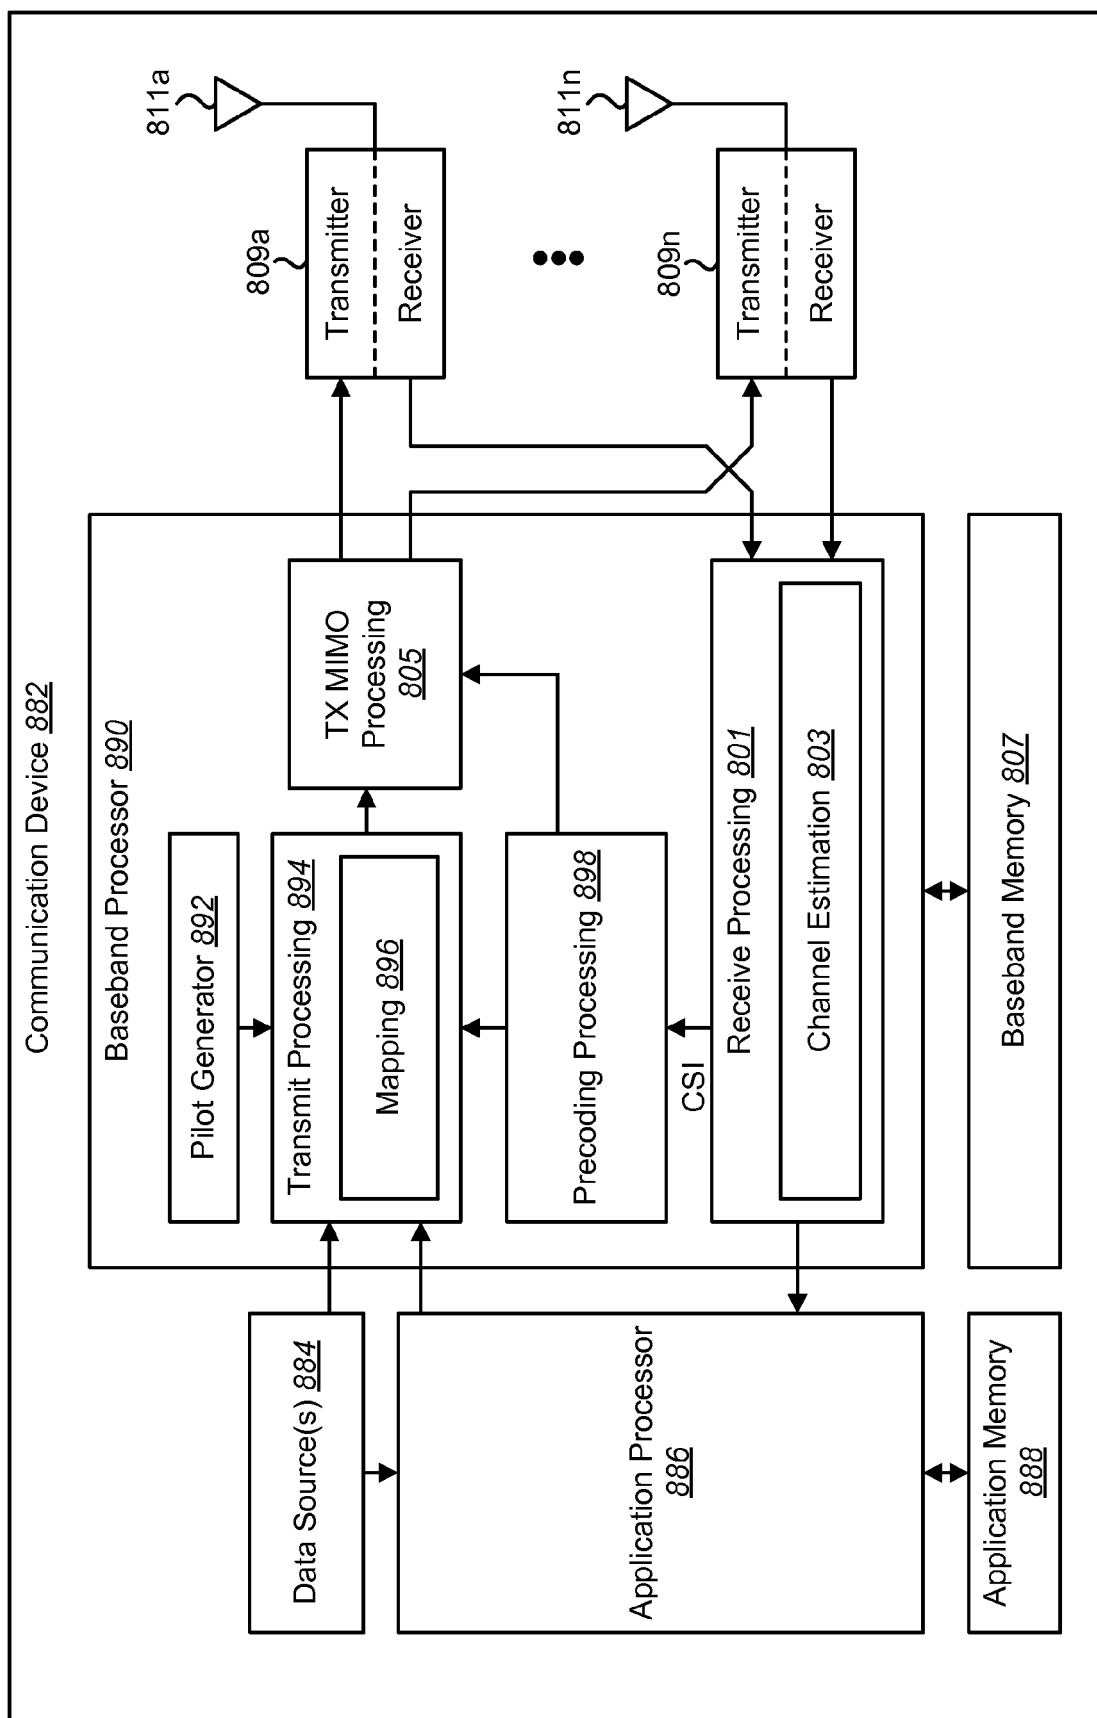 Communication Device 882
Baseband Processor 890
Data Source(s) 884
Application Processor
886
Application Memory
888
Pilot Generator 892
Transmit Processing 894
Mapping 896
Precoding Processing 898
CSI
Receive Processing 801
Channel Estimation 803
Baseband Memory 807
TX MIMO
Processing
805
809a
Transmitter
Receiver
811a
809n
Transmitter
Receiver
811n